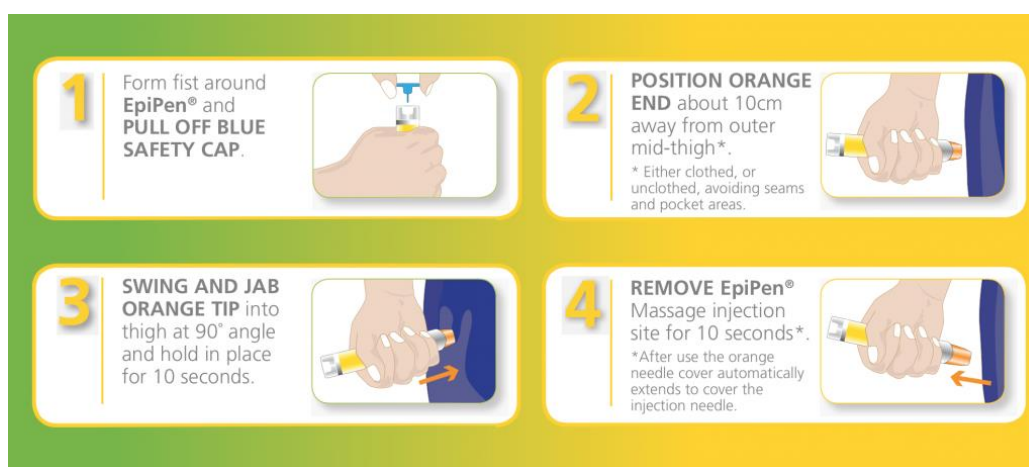 1
Form fist around
EpiPen® and
PULL OFF BLUE
SAFETY CAP.
2
POSITION ORANGE
END about 10cm
away from outer
mid-thigh*.
* Either clothed, or
unclothed, avoiding seams
and pocket areas.
3
SWING AND JAB
ORANGE TIP into
thigh at 90˚ angle
and hold in place
for 10 seconds.
4
REMOVE EpiPen®
Massage injection
site for 10 seconds*.
*After use the orange
needle cover automatically
extends to cover the
injection needle.